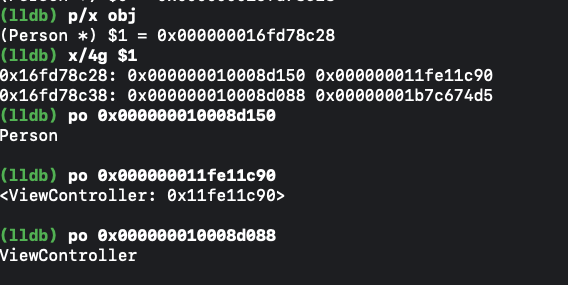 (lldb) p/x obj
(Person *) $1 = 0x000000016fd78c28
(lldb) x/4g $1
0x16fd78c28: 0x000000010008d150 0x000000011fe11c90
0x16fd78c38: 0x000000010008d088 0x00000001b7c674d5
(lldb) po 0x000000010008d150
Person
(lldb) po 0x000000011fe11c90
<ViewController: 0x11fe11c90>
(lldb) po 0x000000010008d088
ViewController